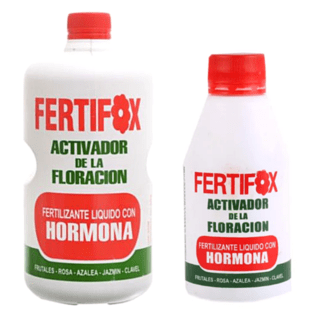 FERTIFOX
ACTIVADOR
DE LA
FLORACION
FERTILIZANTE LIQUIDO CON
HORMONA
FRUTALES - ROSA - AZALEA - JAZMIN - CLAVEL
FERTIFOX
ACTIVADOR
DE LA
FLORACION
FERTILIZANTE LIQUIDO CON
HORMONA
FRUTALES - ROSA - AZALEA - JAZMIN - CLAVEL